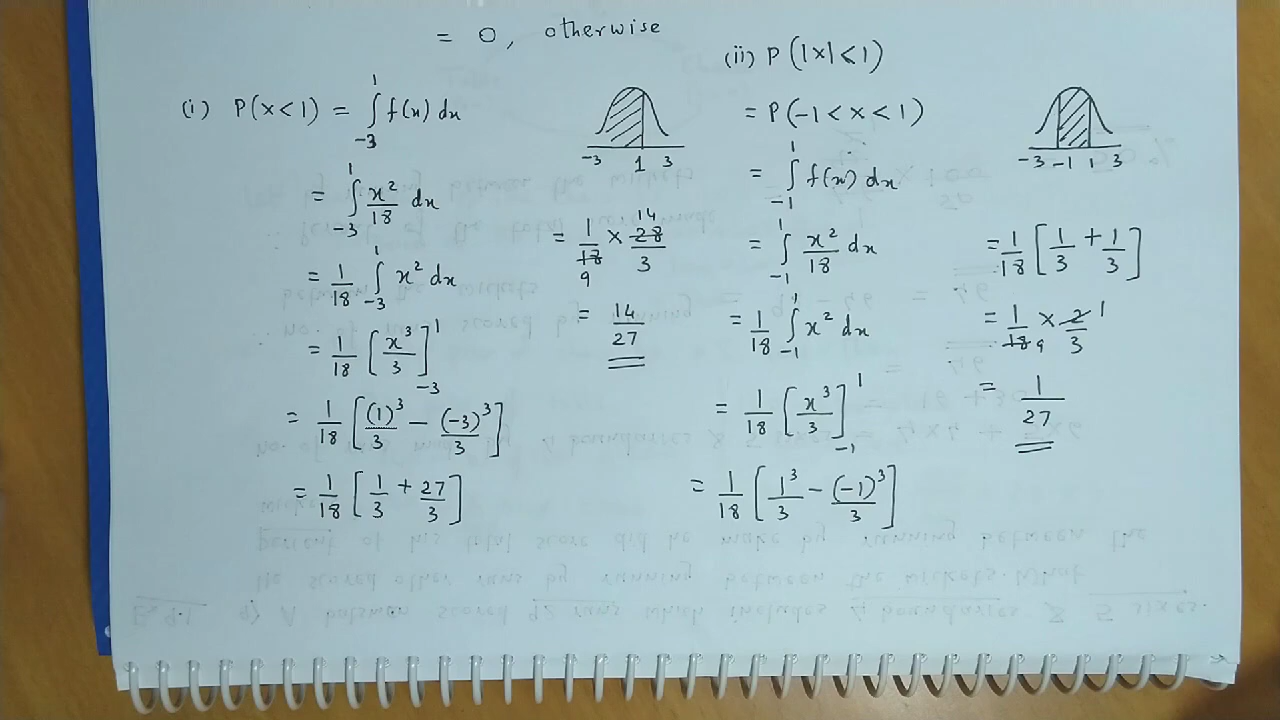 = 0, otherwise
(i) P(x<1) = ∫_{-3}^{1} f(x) dx
-3 1 3
= ∫_{-3}^{1} x²/18 dx
= 1/18 ∫_{-3}^{1} x² dx
= 1/18 [x³/3]_{-3}^{1}
= 1/18 [(1)³/3 - (-3)³/3]
= 1/18 [1/3 + 27/3]
= 1/18 9 × 28 14/3
= 14/27
(ii) P(|x|<1)
= P(-1 < x < 1)
-3 -1 1 3
= ∫_{-1}^{1} f(x) dx
= ∫_{-1}^{1} x²/18 dx
= 1/18 ∫_{-1}^{1} x² dx
= 1/18 [x³/3]_{-1}^{1}
= 1/18 [1³/3 - (-1)³/3]
= 1/18 [1/3 + 1/3]
= 1/18 9 × 2 1/3
= 1/27